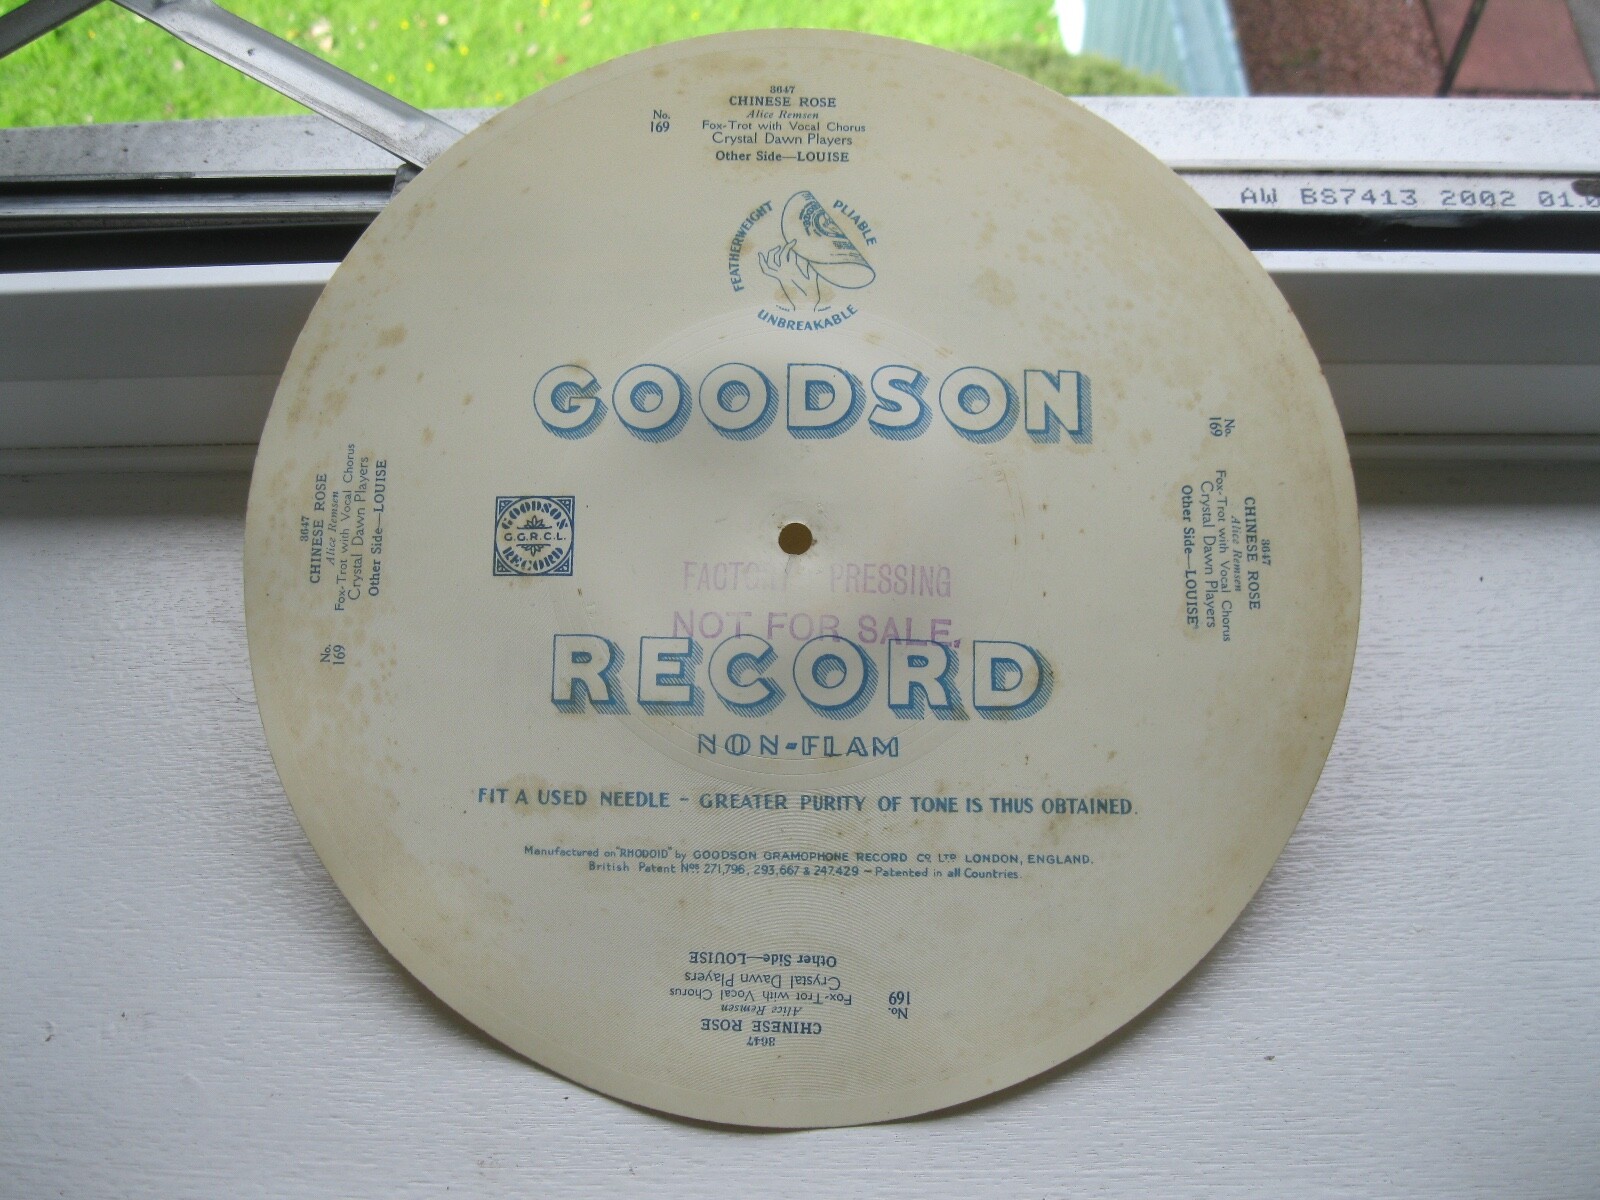 3647
CHINESE ROSE
Alice Remsen
No.
169
Fox-Trot with Vocal Chorus
Crystal Dawn Players
Other Side—LOUISE
FEATHERWEIGHT
PLIABLE
UNBREAKABLE
AW BS7413 2002 01.0
GOODSON
No.
169
3647
CHINESE ROSE
Alice Remsen
Fox-Trot with Vocal Chorus
Crystal Dawn Players
Other Side—LOUISE
GOODSON
G.G.R.C.L.
RECORD
3647
CHINESE ROSE
Alice Remsen
Fox-Trot with Vocal Chorus
Crystal Dawn Players
Other Side—LOUISE
No.
169
FACTORY PRESSING
NOT FOR SALE.
RECORD
NON-FLAM
FIT A USED NEEDLE - GREATER PURITY OF TONE IS THUS OBTAINED.
Manufactured on "RHODOID" by GOODSON GRAMOPHONE RECORD CO. LTD LONDON, ENGLAND.
British Patent Nos 271,796, 293,667 & 247,429 - Patented in all Countries.
3647
CHINESE ROSE
Alice Remsen
No.
169
Fox-Trot with Vocal Chorus
Crystal Dawn Players
Other Side—LOUISE